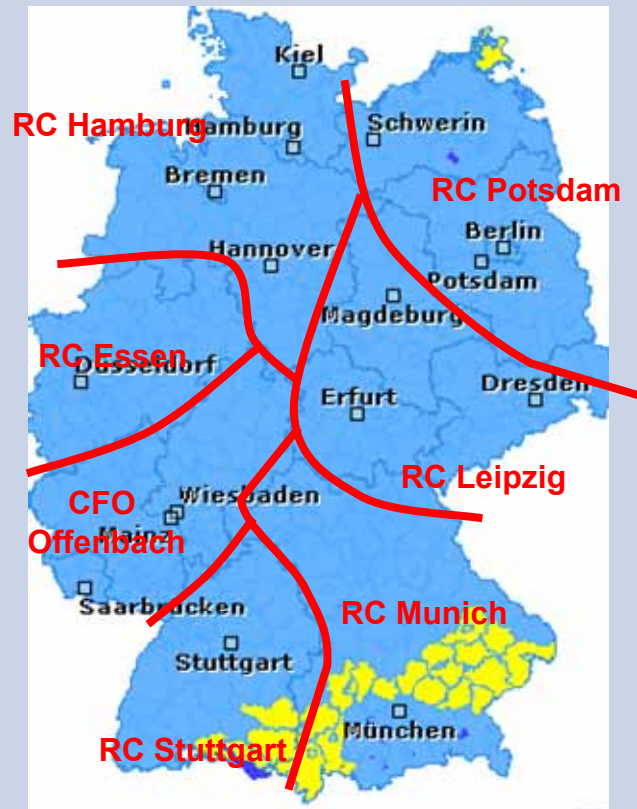 Kiel
RC Hamburg
Hamburg
Schwerin
Bremen
RC Potsdam
Berlin
Hannover
Potsdam
Magdeburg
RC Essen
Düsseldorf
Erfurt
Dresden
RC Leipzig
CFO
Offenbach
Wiesbaden
Mainz
Saarbrücken
RC Munich
Stuttgart
München
RC Stuttgart